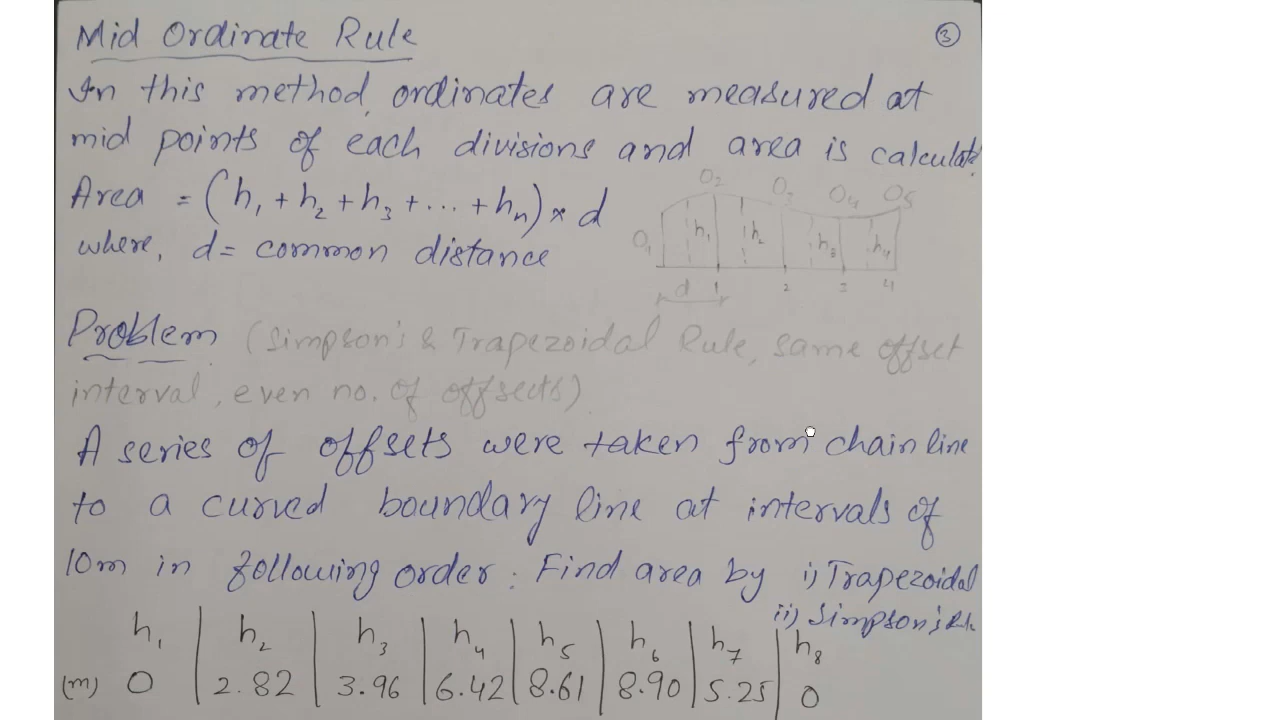 Mid Ordinate Rule
3
In this method, ordinates are measured at
mid points of each divisions and area is calculate
Area = (h₁ + h₂ + h₃ + ... + hₙ) × d
where, d = common distance
O₁ O₂ O₃ O₄ O₅
h₁ h₂ h₃ h₄
d 1 2 3 4
Problem (Simpson's & Trapezoidal Rule, same offset
interval, even no. of offsects)
A series of offsets were taken from chain line
to a curved boundary line at intervals of
10m in following order: Find area by i) Trapezoidal
ii) Simpson's
h₁ | h₂ | h₃ | h₄ | h₅ | h₆ | h₇ | h₈
(m) 0 | 2.82 | 3.96 | 6.42 | 8.61 | 8.90 | 5.25 | 0